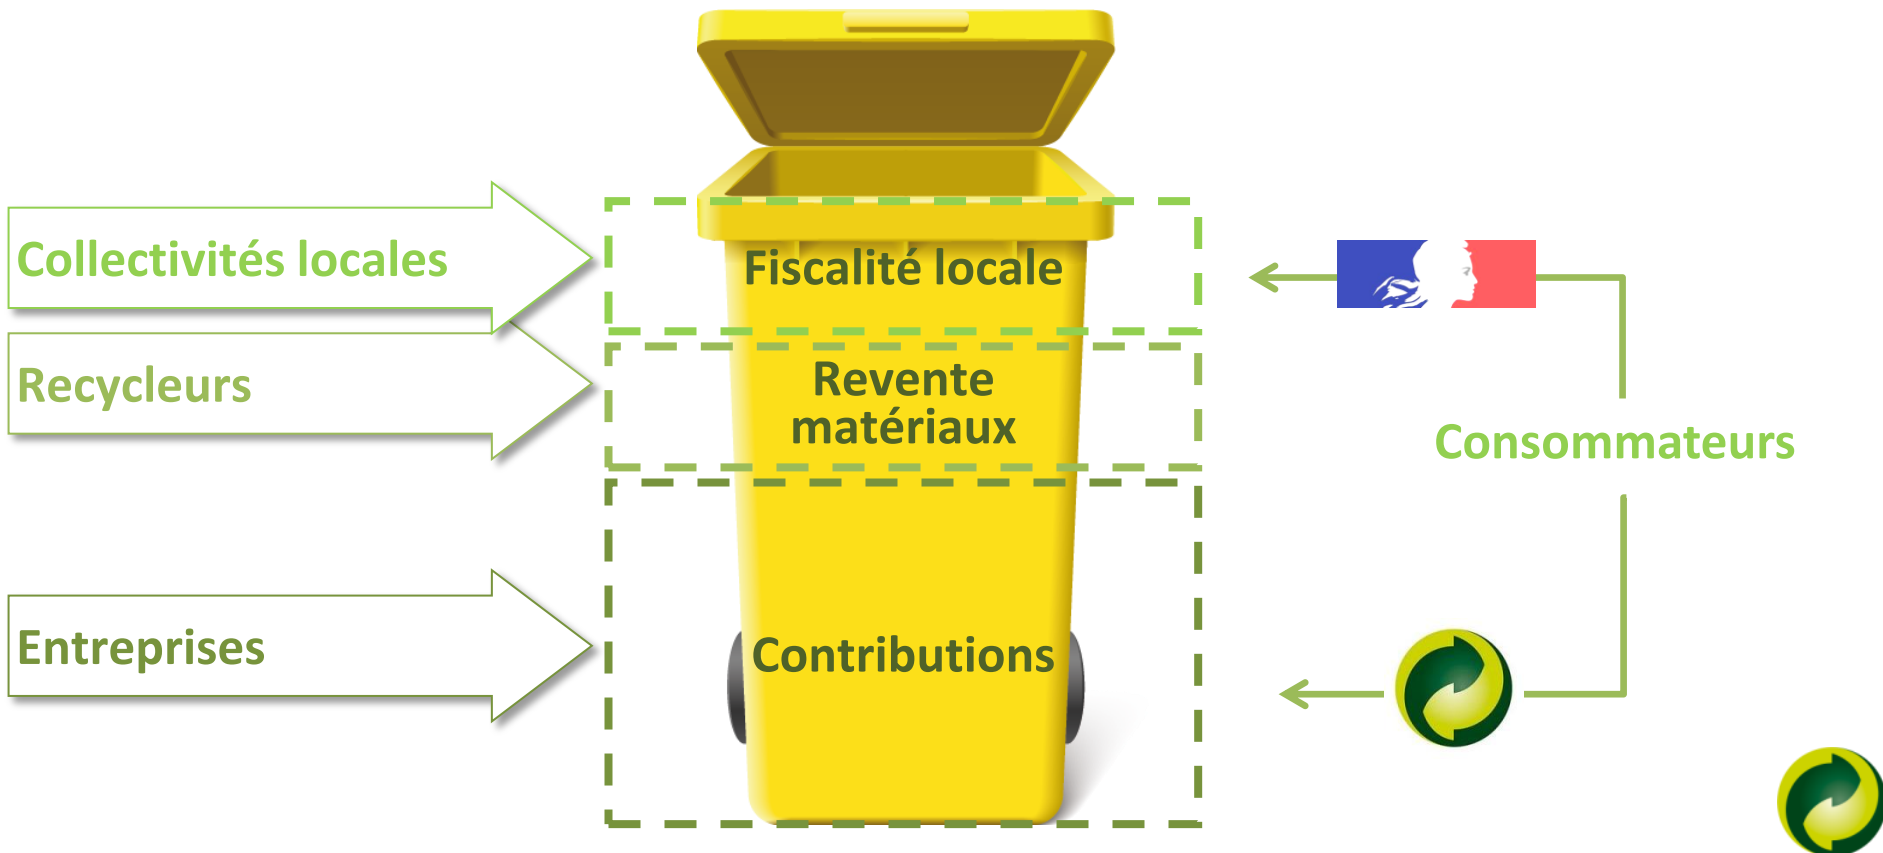 Collectivités locales
Fiscalité locale
Recycleurs
Revente
matériaux
Consommateurs
Entreprises
Contributions